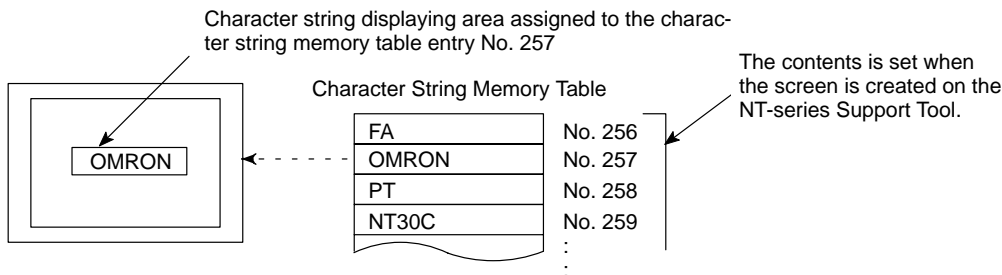 Character string displaying area assigned to the charac-
ter string memory table entry No. 257
The contents is set when
the screen is created on the
NT-series Support Tool.
Character String Memory Table
FA No. 256
OMRON OMRON No. 257
PT No. 258
NT30C No. 259
:
: